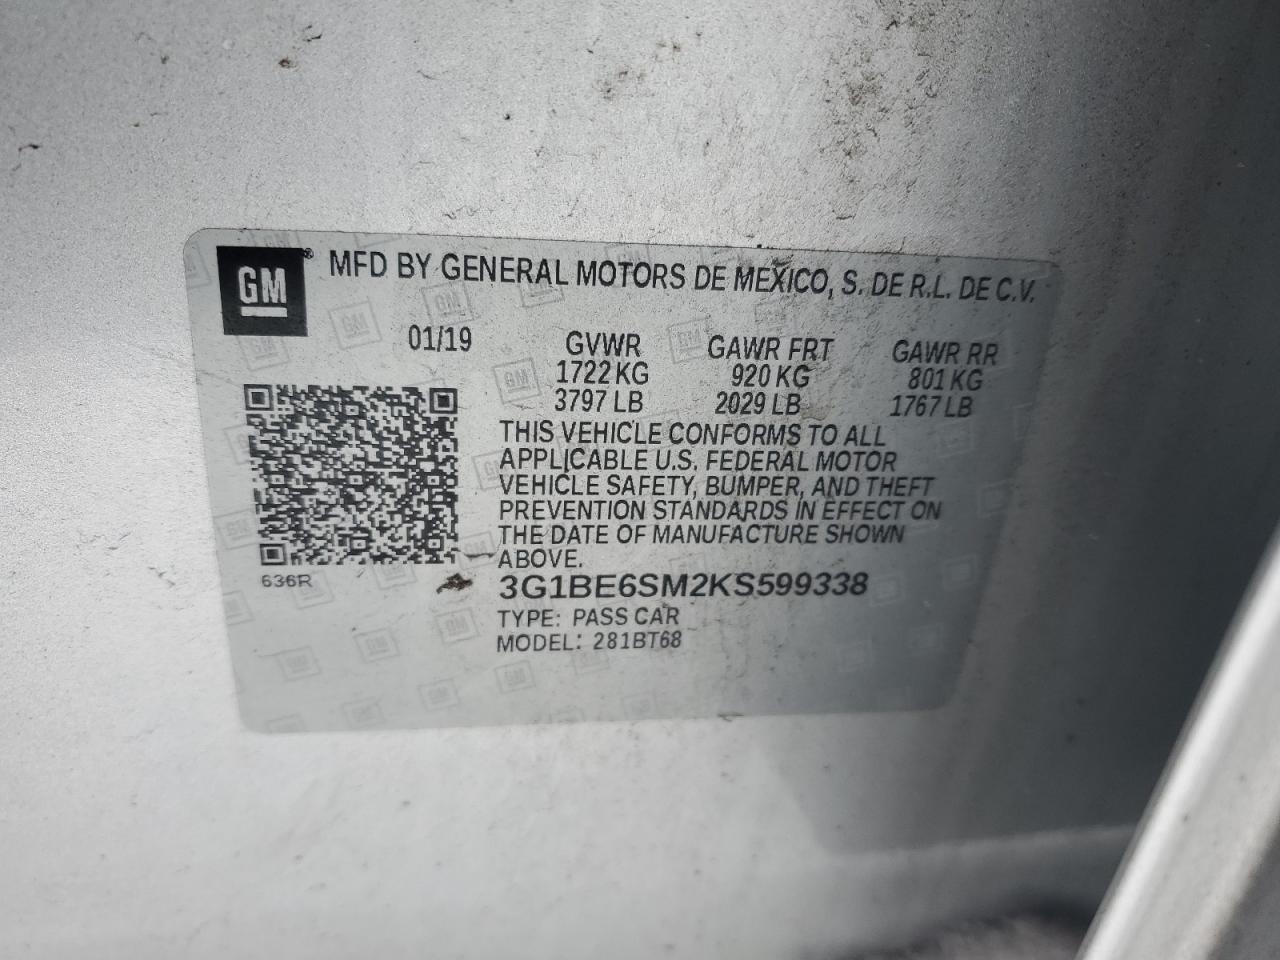 GM® MFD BY GENERAL MOTORS DE MEXICO, S. DE R.L. DE C.V.
01/19 GVWR GAWR FRT GAWR RR
1722 KG 920 KG 801 KG
3797 LB 2029 LB 1767 LB
THIS VEHICLE CONFORMS TO ALL
APPLICABLE U.S. FEDERAL MOTOR
VEHICLE SAFETY, BUMPER, AND THEFT
PREVENTION STANDARDS IN EFFECT ON
THE DATE OF MANUFACTURE SHOWN
ABOVE.
636R
3G1BE6SM2KS599338
TYPE: PASS CAR
MODEL: 281BT68